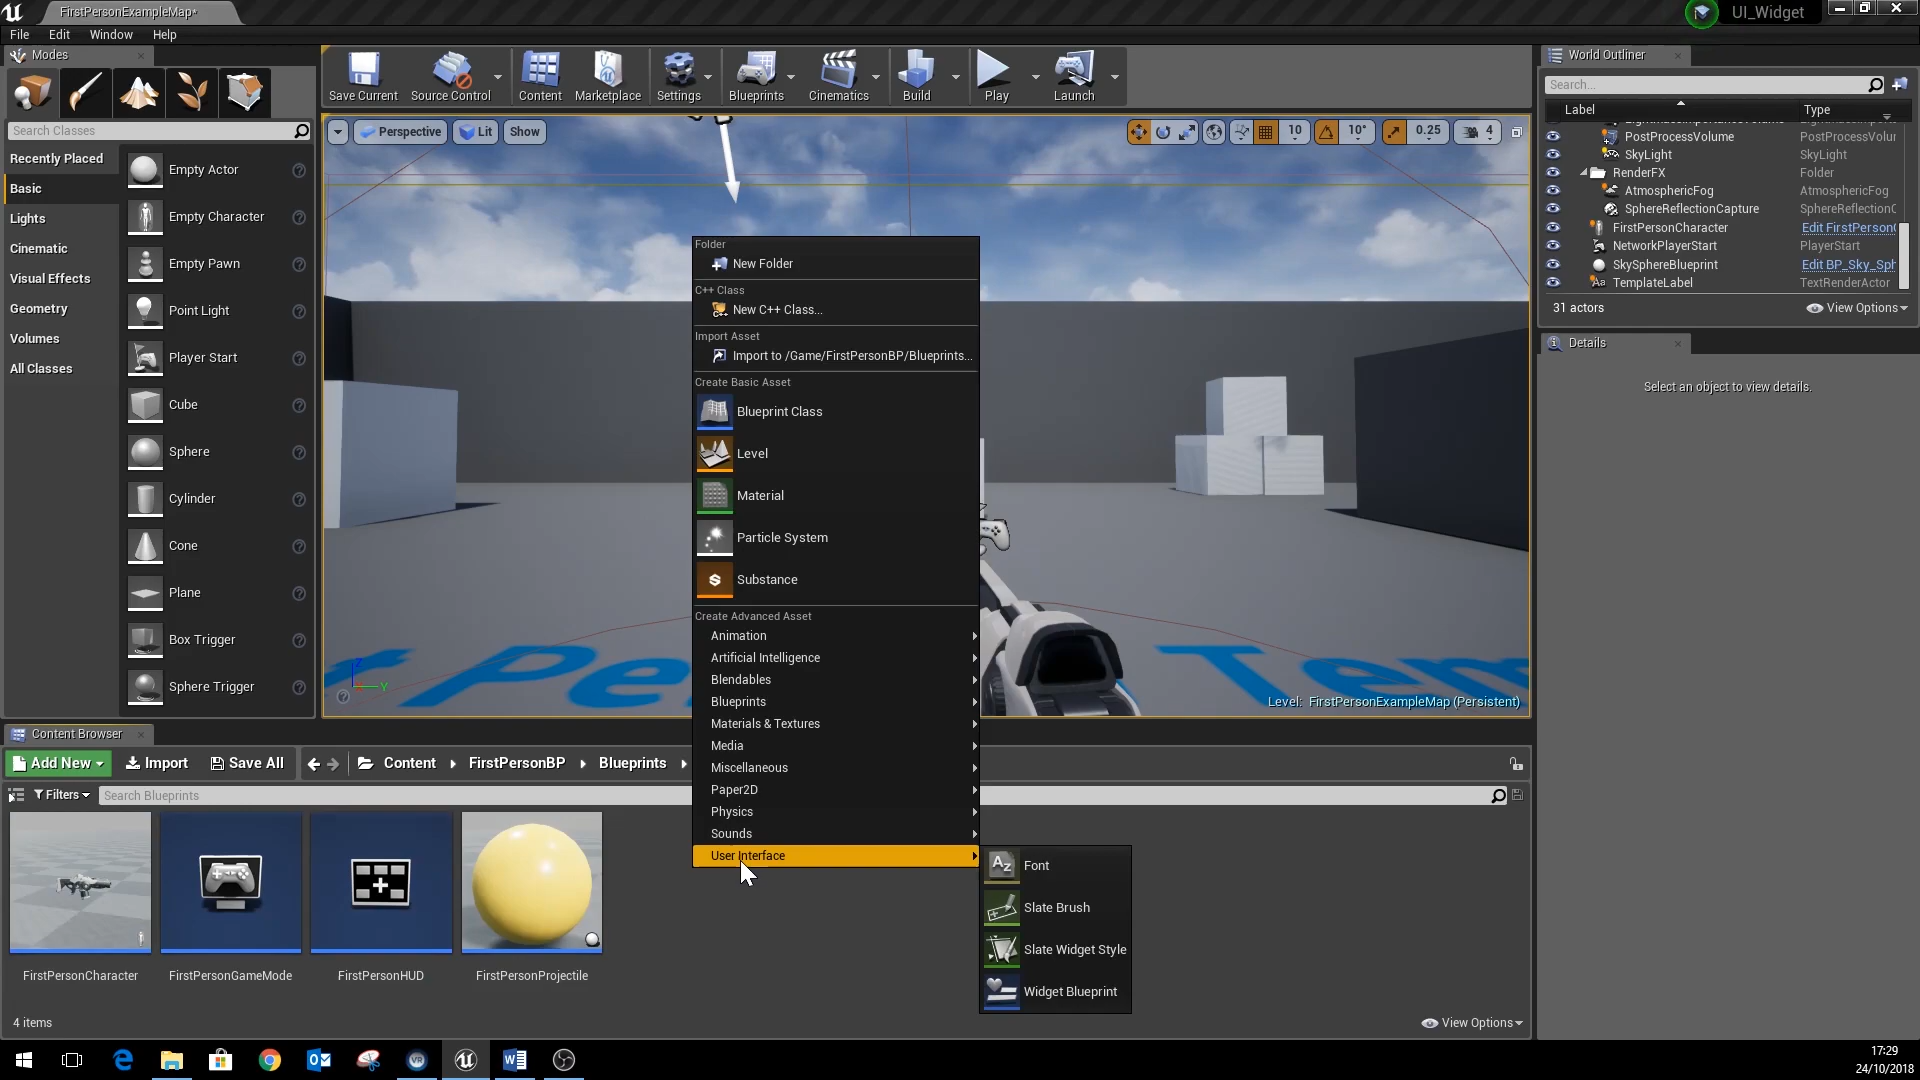 FirstPersonExampleMap*
UI_Widget
File Edit Window Help
Modes
Search Classes
Recently Placed
Basic
Lights
Cinematic
Visual Effects
Geometry
Volumes
All Classes
Empty Actor
Empty Character
Empty Pawn
Point Light
Player Start
Cube
Sphere
Cylinder
Cone
Plane
Box Trigger
Sphere Trigger
Save Current Source Control Content Marketplace Settings Blueprints Cinematics Build Play Launch
Perspective Lit Show
10 10° 0.25 4
Level: FirstPersonExampleMap (Persistent)
Z
Y
Folder
New Folder
C++ Class
New C++ Class...
Import Asset
Import to /Game/FirstPersonBP/Blueprints...
Create Basic Asset
Blueprint Class
Level
Material
Particle System
Substance
Create Advanced Asset
Animation
Artificial Intelligence
Blendables
Blueprints
Materials & Textures
Media
Miscellaneous
Paper2D
Physics
Sounds
User Interface
Font
Slate Brush
Slate Widget Style
Widget Blueprint
World Outliner
Search...
Label Type
PostProcessVolume PostProcessVolur
SkyLight SkyLight
RenderFX Folder
AtmosphericFog AtmosphericFog
SphereReflectionCapture SphereReflectionC
FirstPersonCharacter Edit FirstPersonC
NetworkPlayerStart PlayerStart
SkySphereBlueprint Edit BP_Sky_Sph
TemplateLabel TextRenderActor
31 actors View Options
Details
Select an object to view details.
Content Browser
Add New Import Save All Content FirstPersonBP Blueprints
Filters Search Blueprints
FirstPersonCharacter FirstPersonGameMode FirstPersonHUD FirstPersonProjectile
4 items View Options
17:29
24/10/2018